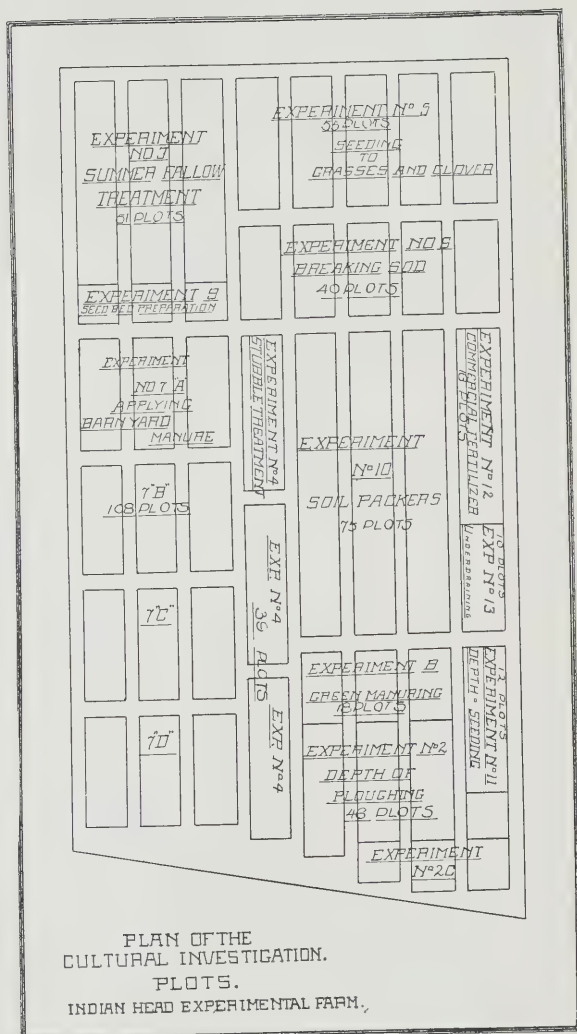 EXPERIMENT
NO 3
SUMMER FALLOW
TREATMENT
51 PLOTS
EXPERIMENT Nº 5
55 PLOTS
SEEDING
TO
GRASSES AND CLOVER
EXPERIMENT NO 6
BREAKING SOD
40 PLOTS
EXPERIMENT 9
SEED BED PREPARATION
EXPERIMENT
NO 7 "A"
APPLYING
BARN YARD
MANURE
7"B"
108 PLOTS
7"C"
7"D"
EXPERIMENT Nº 4
STUBBLE TREATMENT
EXP. Nº 4
36 PLOTS
EXP. Nº 4
EXPERIMENT
Nº 10
SOIL PACKERS
75 PLOTS
EXPERIMENT Nº 12
COMMERCIAL FERTILIZER
16 PLOTS
10 PLOTS
EXP Nº 13
UNDERDRAINING
EXPERIMENT 8
GREEN MANURING
18 PLOTS
EXPERIMENT Nº 2
DEPTH OF
PLOUGHING
48 PLOTS
12 PLOTS
EXPERIMENT Nº 11
DEPTH = SEEDING
EXPERIMENT
Nº 2C
PLAN OF THE
CULTURAL INVESTIGATION.
PLOTS.
INDIAN HEAD EXPERIMENTAL FARM.